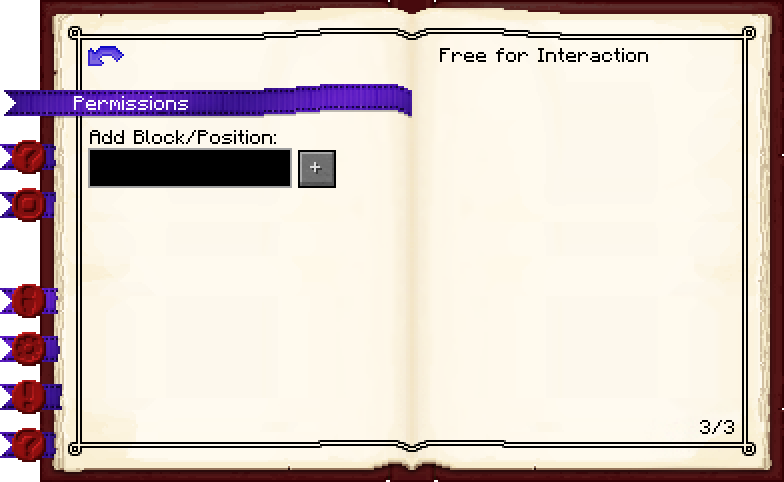 Permissions
Add Block/Position:
+
Free for Interaction
3/3